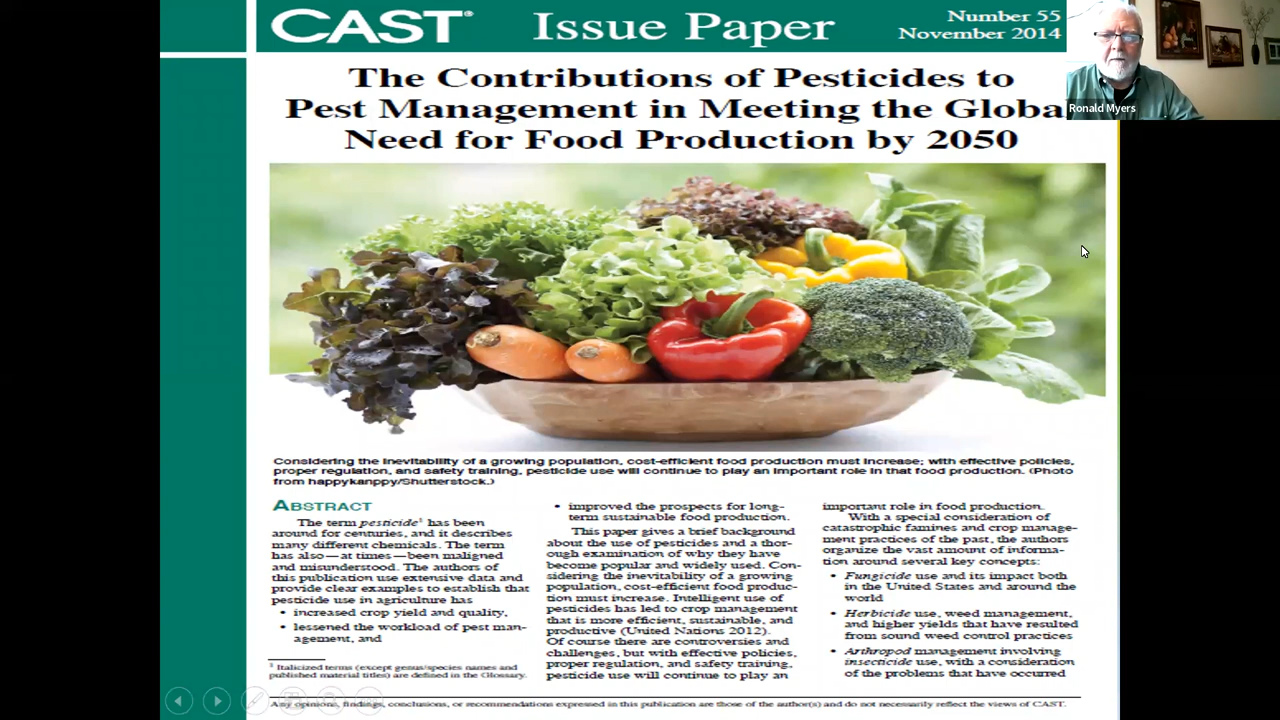 CAST® Issue Paper
Number 55
November 2014
The Contributions of Pesticides to
Pest Management in Meeting the Globa
Need for Food Production by 2050
Ronald Myers
Considering the inevitability of a growing population, cost-efficient food production must increase; with effective policies,
proper regulation, and safety training, pesticide use will continue to play an important role in that food production. (Photo
from happykanppy/Shutterstock.)
ABSTRACT
The term pesticide¹ has been
around for centuries, and it describes
many different chemicals. The term
has also—at times—been maligned
and misunderstood. The authors of
this publication use extensive data and
provide clear examples to establish that
pesticide use in agriculture has
• increased crop yield and quality,
• lessened the workload of pest man-
agement, and
¹ Italicized terms (except genus/species names and
published material titles) are defined in the Glossary.
• improved the prospects for long-
term sustainable food production.
This paper gives a brief background
about the use of pesticides and a thor-
ough examination of why they have
become popular and widely used. Con-
sidering the inevitability of a growing
population, cost-efficient food produc-
tion must increase. Intelligent use of
pesticides has led to crop management
that is more efficient, sustainable, and
productive (United Nations 2012).
Of course there are controversies and
challenges, but with effective policies,
proper regulation, and safety training,
pesticide use will continue to play an
important role in food production.
With a special consideration of
catastrophic famines and crop manage-
ment practices of the past, the authors
organize the vast amount of informa-
tion around several key concepts:
• Fungicide use and its impact both
in the United States and around the
world
• Herbicide use, weed management,
and higher yields that have resulted
from sound weed control practices
• Arthropod management involving
insecticide use, with a consideration
of the problems that have occurred
Any opinions, findings, conclusions, or recommendations expressed in this publication are those of the author(s) and do not necessarily reflect the views of CAST.